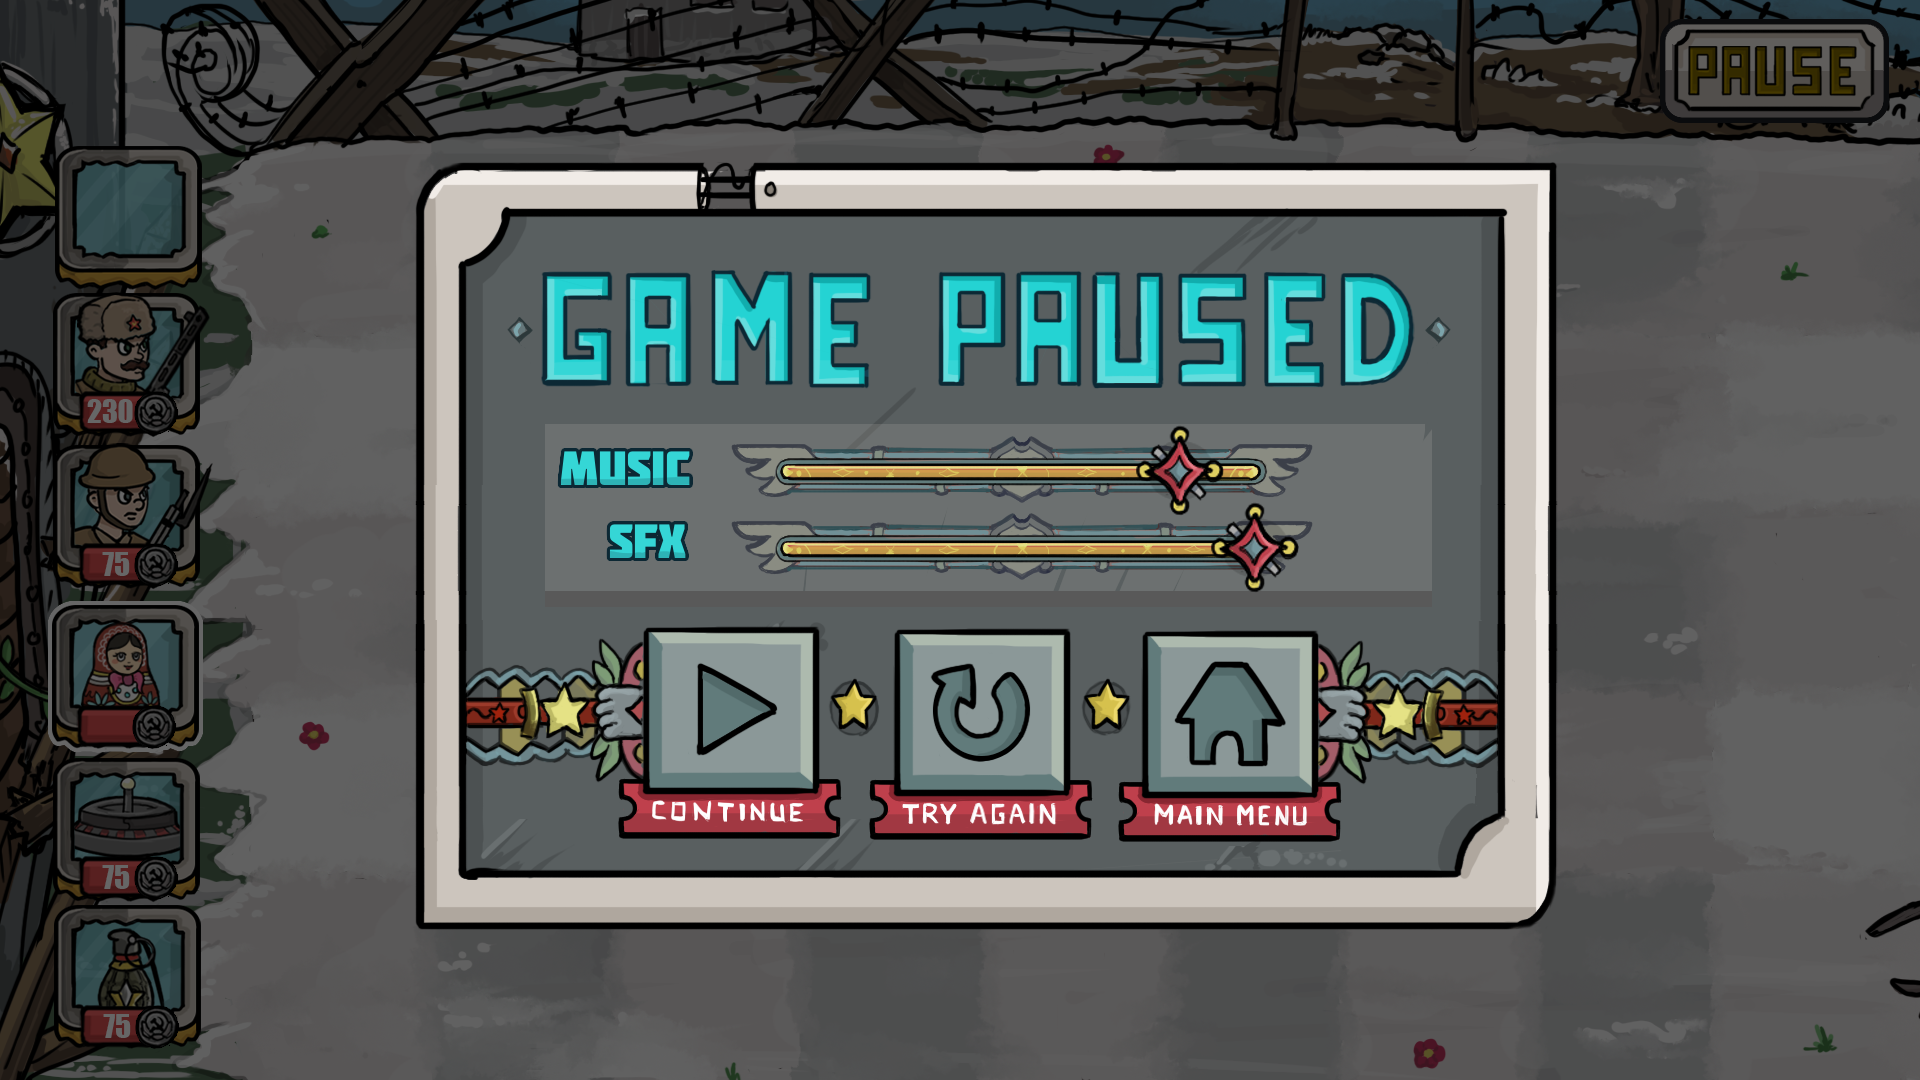 PAUSE
GAME PAUSED
MUSIC
SFX
CONTINUE
TRY AGAIN
MAIN MENU
230
75
75
75